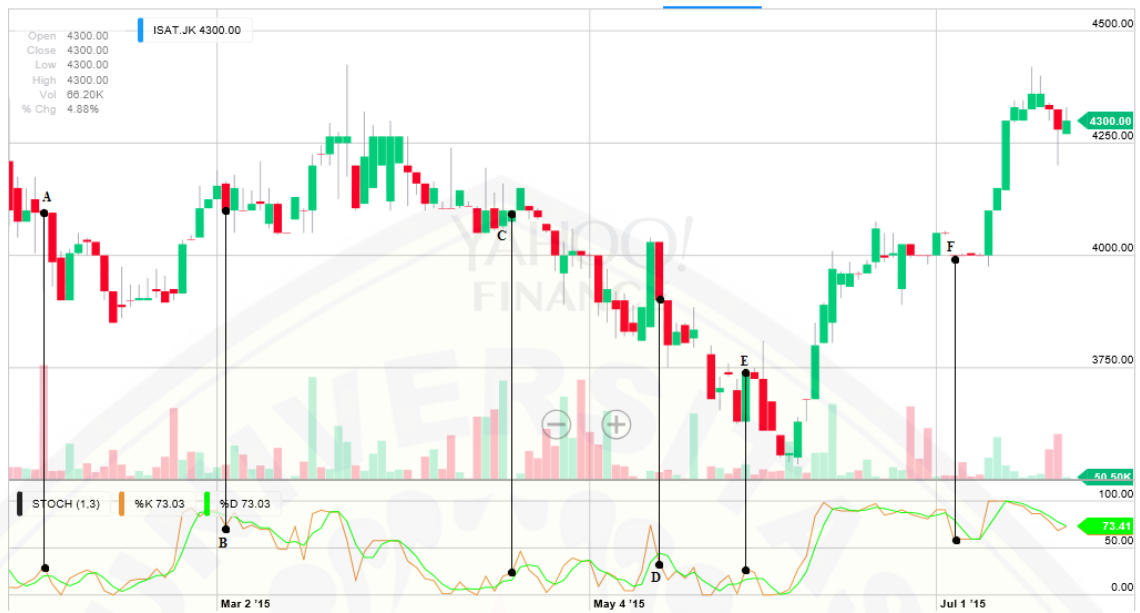 4500.00
ISAT.JK 4300.00
Open 4300.00
Close 4300.00
Low 4300.00
High 4300.00
Vol 66.20K
% Chg 4.88%
4300.00
4250.00
A
YAHOO!
FINANCE
C
F
4000.00
E
3750.00
UNIVERSITAS
50.50K
100.00
STOCH (1,3) %K 73.03 %D 73.03
73.41
B
50.00
D
0.00
Mar 2 '15 May 4 '15 Jul 1 '15